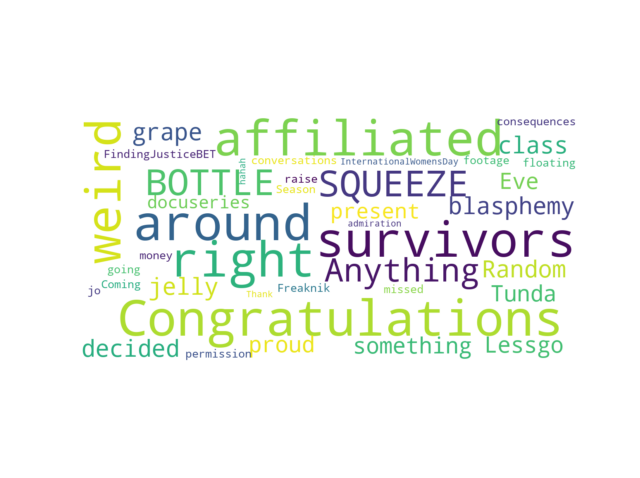 weird
grape
affiliated
consequences
class
FindingJusticeBET
hahah
conversations
InternationalWomensDay
footage
floating
BOTTLE
raise
Season
SQUEEZE
Eve
docuseries
present
blasphemy
around
admiration
survivors
money
right
Anything
Random
going
Coming
jo
jelly
Thank
Freaknik
missed
Tunda
Congratulations
decided
permission
proud
something
Lessgo